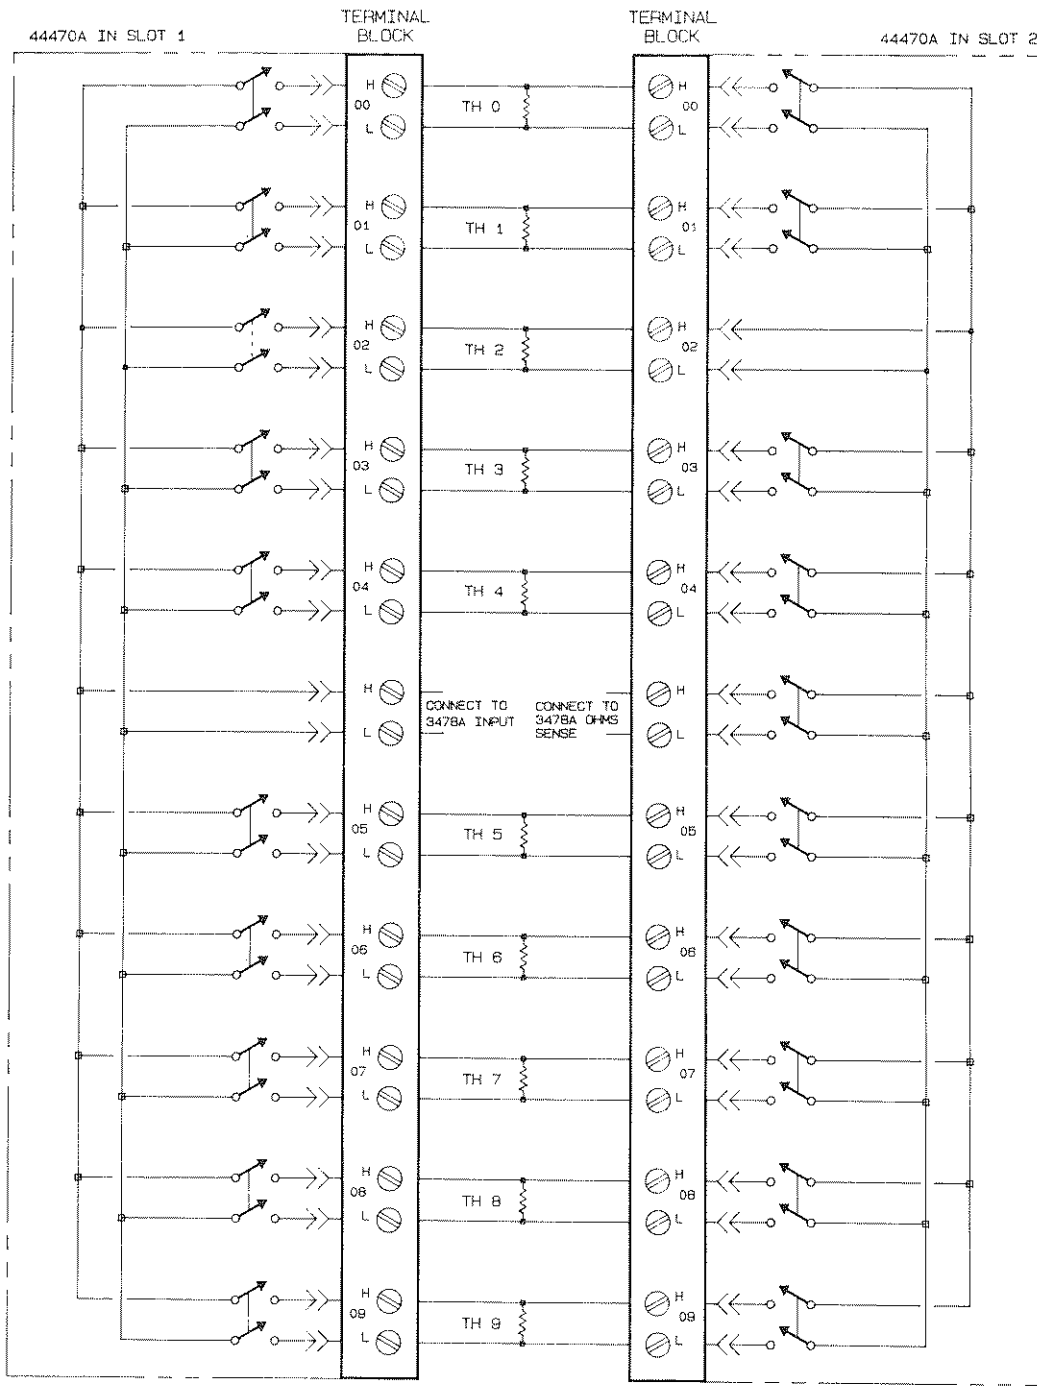 TERMINAL
BLOCK
TERMINAL
BLOCK
44470A IN SLOT 1
44470A IN SLOT 2
H
00
L
TH 0
H
00
L
H
01
L
TH 1
H
01
L
H
02
L
TH 2
H
02
L
H
03
L
TH 3
H
03
L
H
04
L
TH 4
H
04
L
H
L
CONNECT TO
3478A INPUT
CONNECT TO
3478A OHMS
SENSE
H
L
H
05
L
TH 5
H
05
L
H
06
L
TH 6
H
06
L
H
07
L
TH 7
H
07
L
H
08
L
TH 8
H
08
L
H
09
L
TH 9
H
09
L